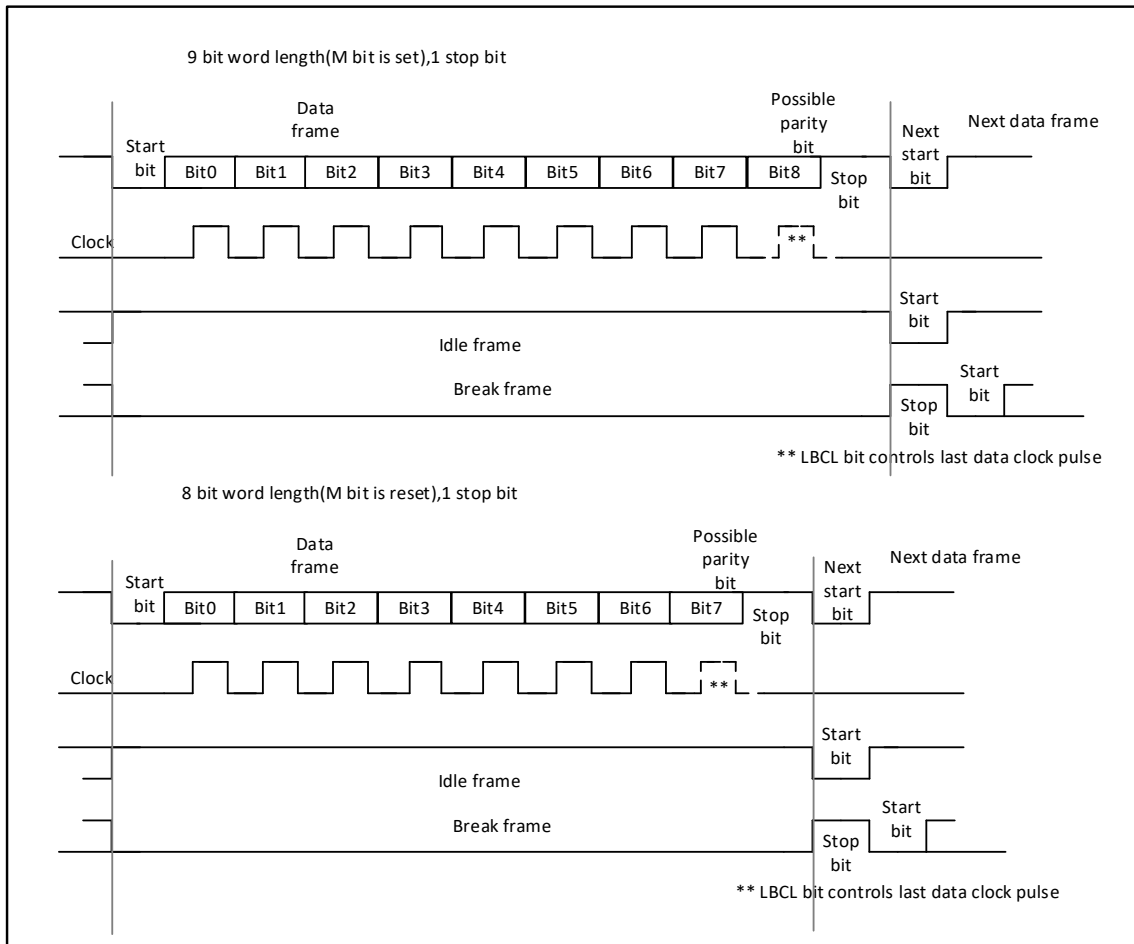 9 bit word length(M bit is set),1 stop bit
Data
frame
Possible
parity
bit
Start
bit
Bit0
Bit1
Bit2
Bit3
Bit4
Bit5
Bit6
Bit7
Bit8
Stop
bit
Next
start
bit
Next data frame
Clock
**
Start
bit
Idle frame
Break frame
Stop
bit
Start
bit
** LBCL bit controls last data clock pulse
8 bit word length(M bit is reset),1 stop bit
Data
frame
Possible
parity
bit
Start
bit
Bit0
Bit1
Bit2
Bit3
Bit4
Bit5
Bit6
Bit7
Stop
bit
Next
start
bit
Next data frame
Clock
**
Start
bit
Idle frame
Break frame
Stop
bit
Start
bit
** LBCL bit controls last data clock pulse